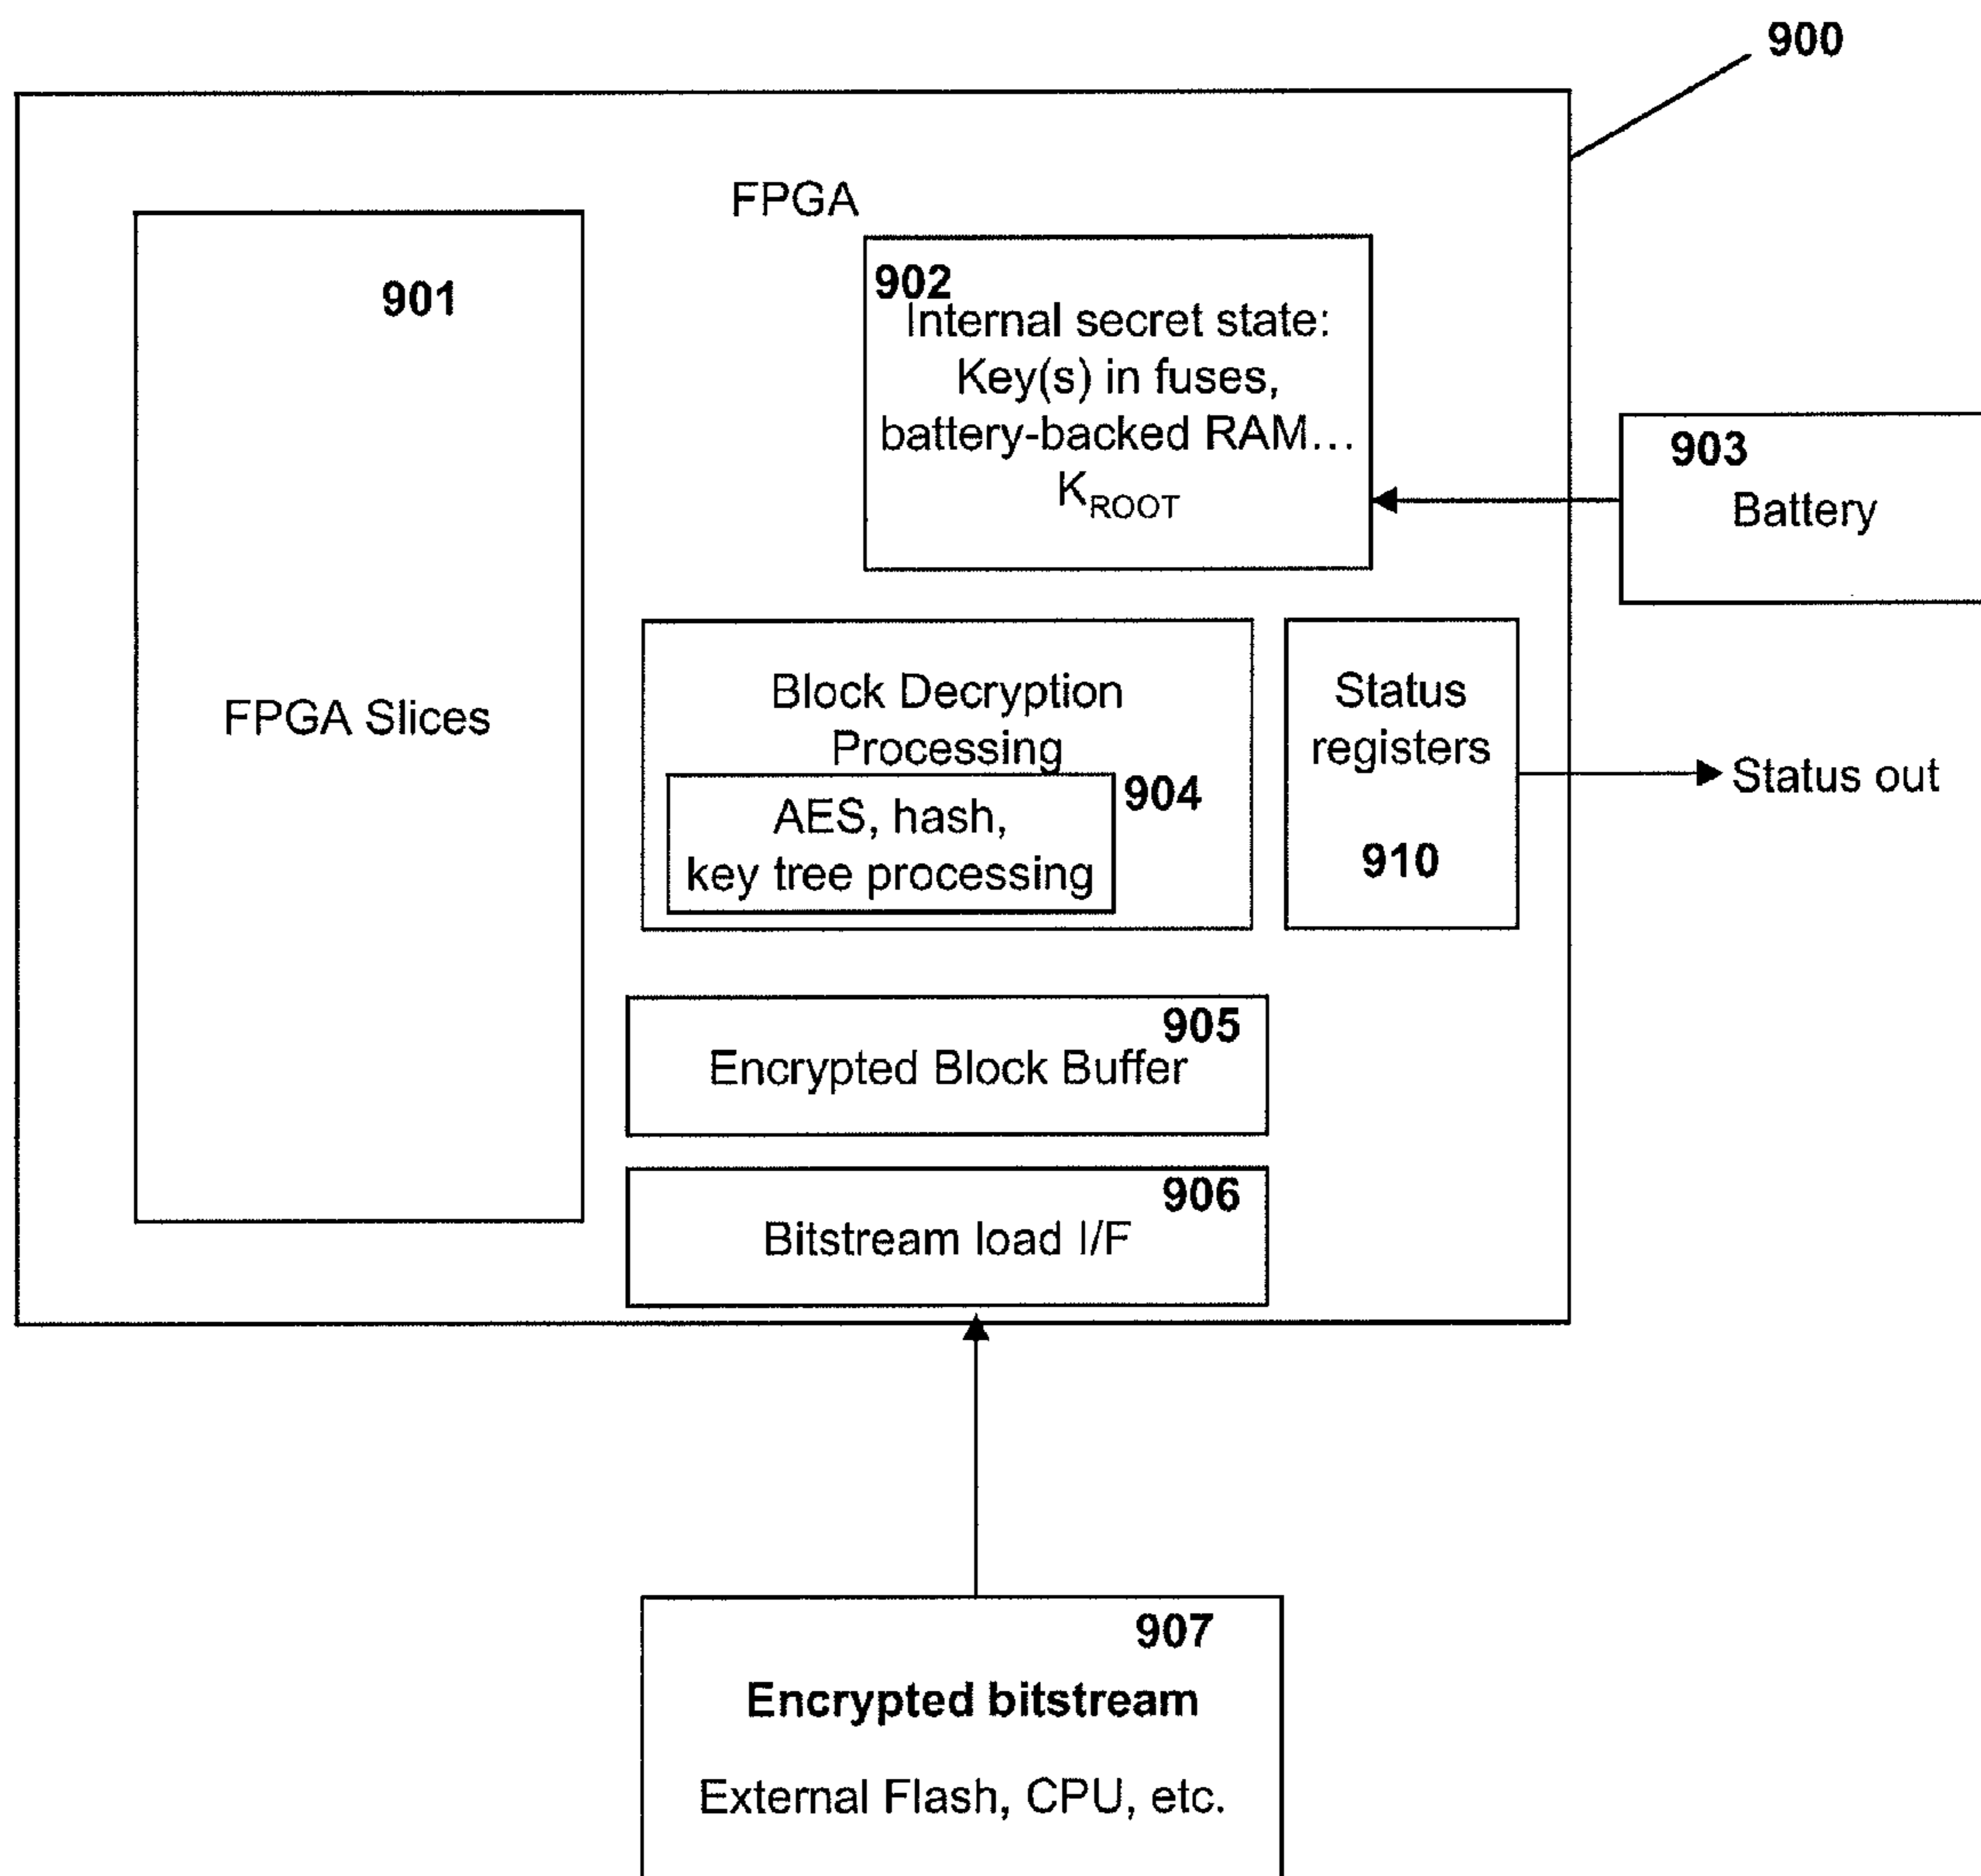 900
FPGA
901
FPGA Slices
902
Internal secret state:
Key(s) in fuses,
battery-backed RAM...
K_ROOT
903
Battery
Block Decryption
Processing
904
AES, hash,
key tree processing
Status
registers
910
Status out
905
Encrypted Block Buffer
906
Bitstream load I/F
907
Encrypted bitstream
External Flash, CPU, etc.